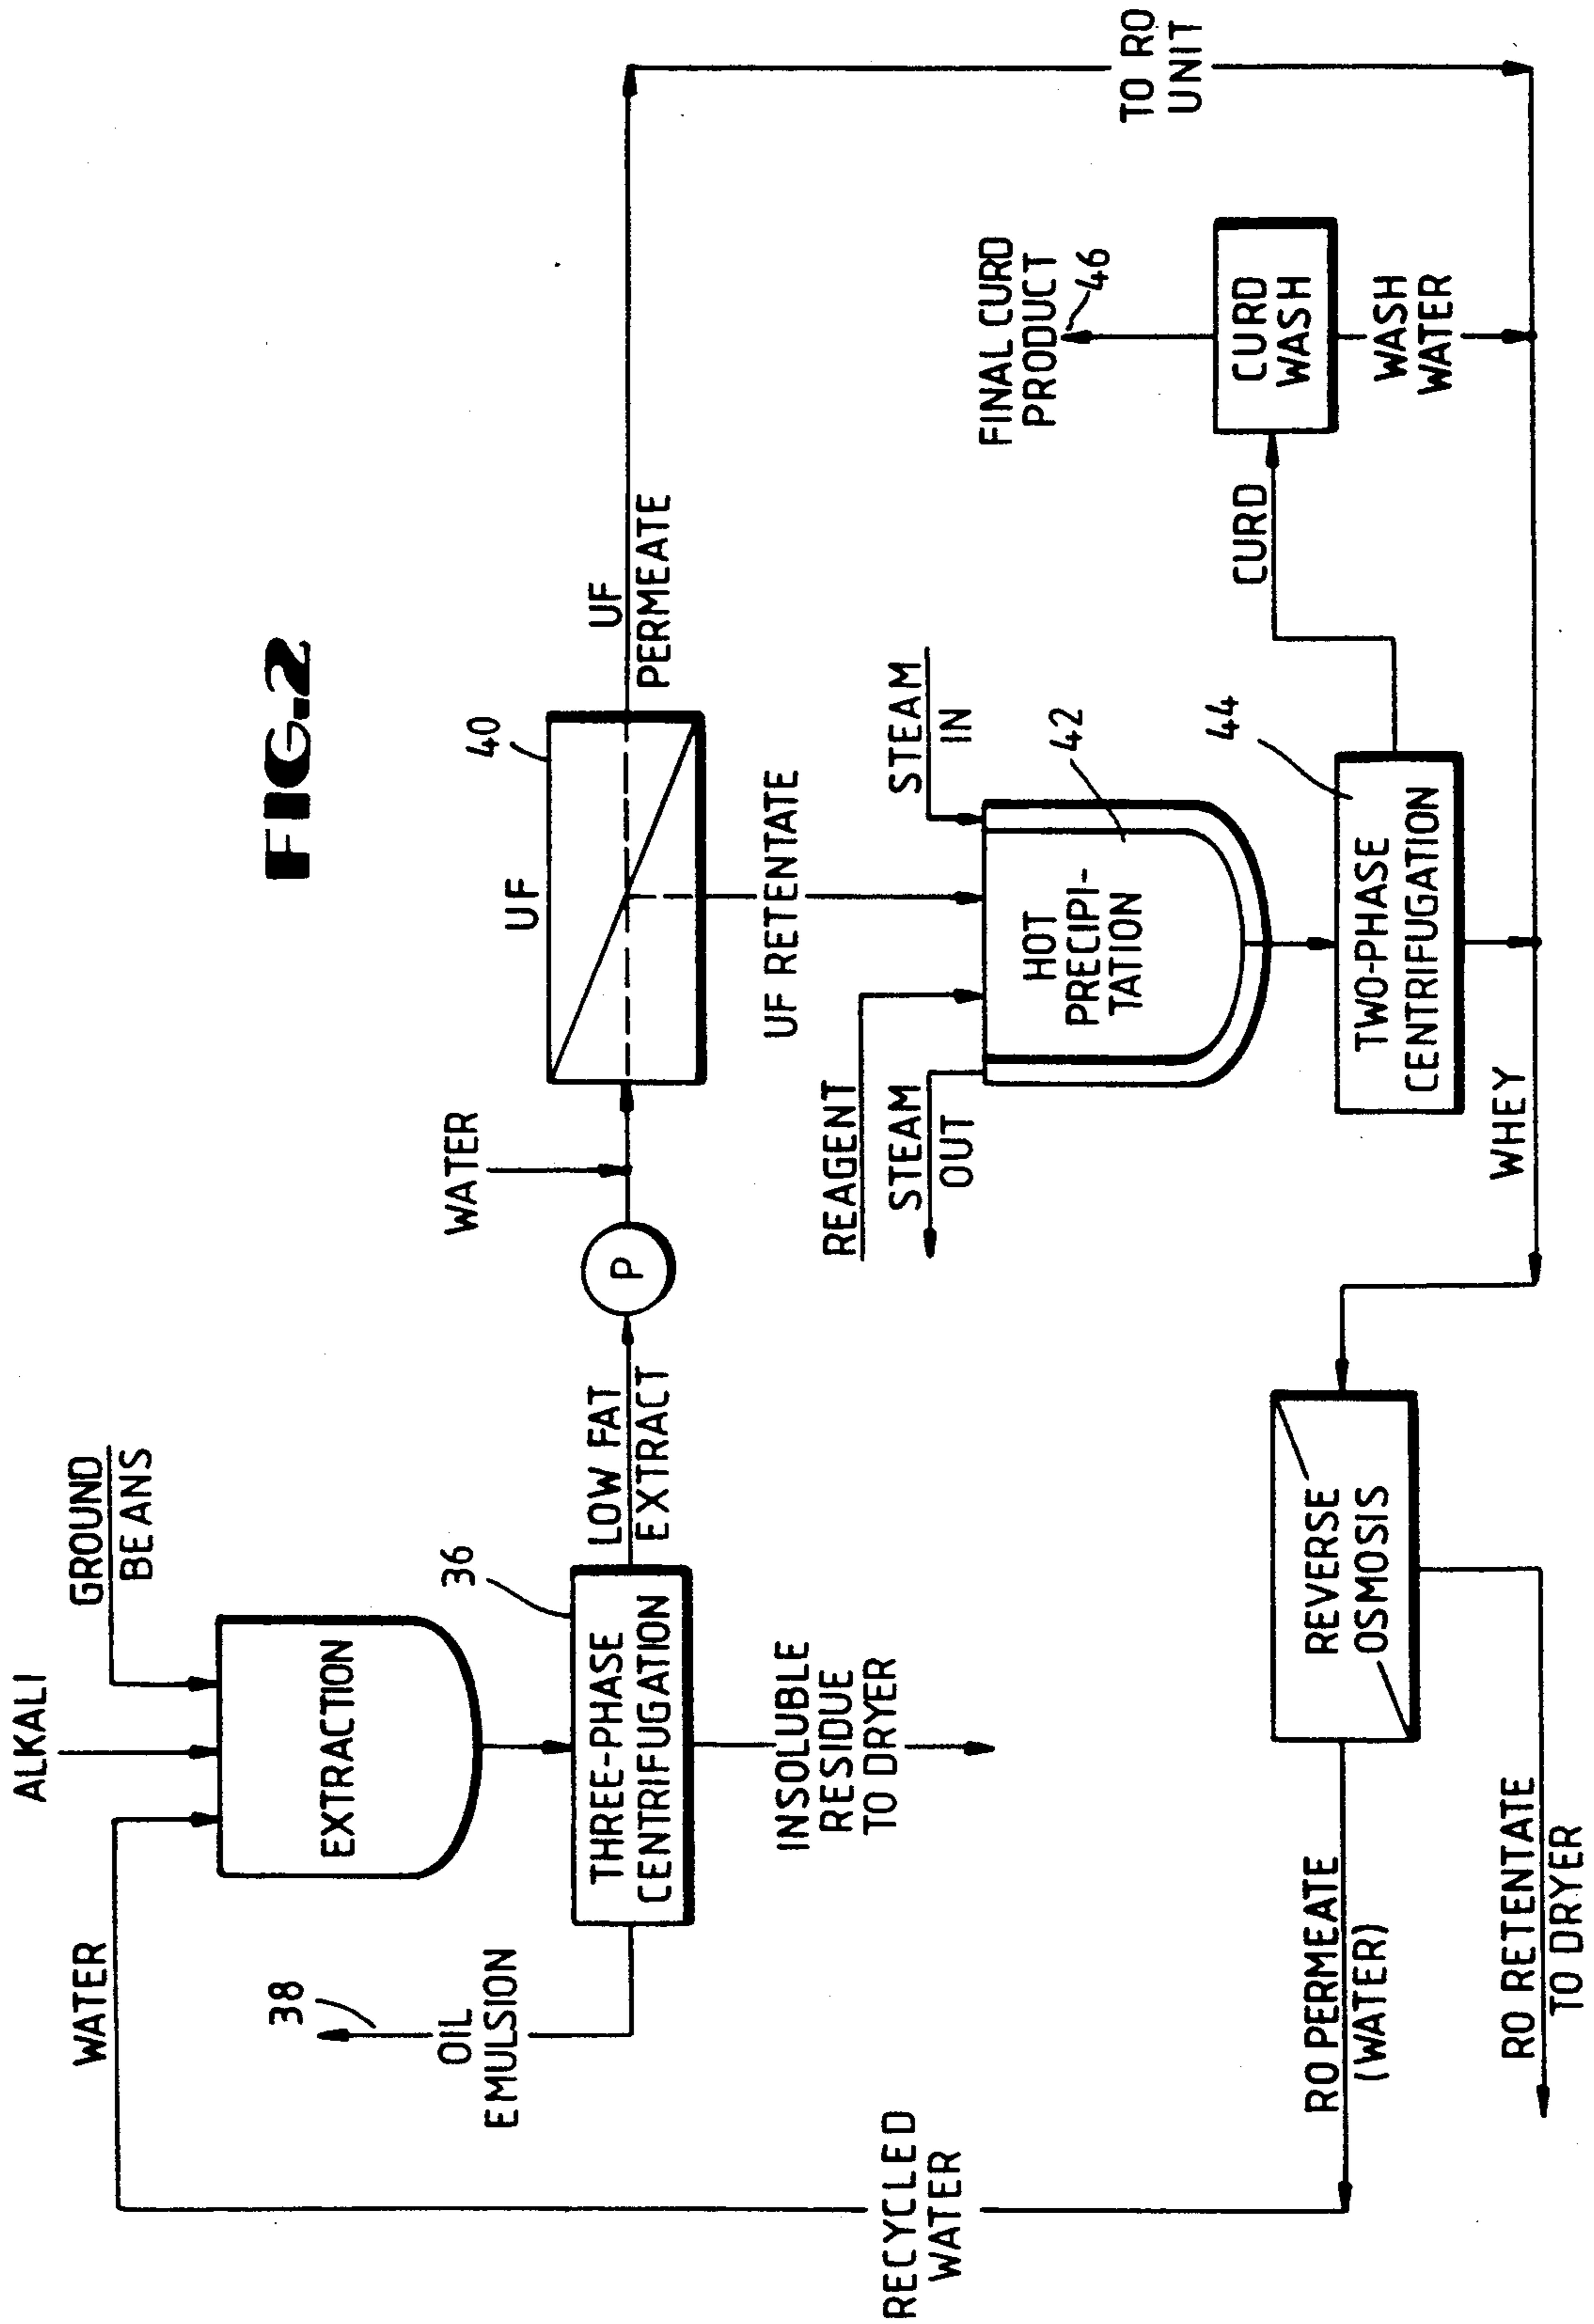 FIG.2
ALKALI
GROUND
BEANS
WATER
EXTRACTION
38
OIL
EMULSION
36
THREE-PHASE
CENTRIFUGATION
INSOLUBLE
RESIDUE
TO DRYER
LOW FAT
EXTRACT
P
WATER
40
UF
UF
PERMEATE
UF RETENTATE
REAGENT
STEAM
OUT
STEAM
IN
42
HOT
PRECIPI-
TATION
44
TWO-PHASE
CENTRIFUGATION
CURD
FINAL CURD
PRODUCT
46
CURD
WASH
WASH
WATER
TO RO
UNIT
WHEY
REVERSE
OSMOSIS
RO PERMEATE
(WATER)
RO RETENTATE
TO DRYER
RECYCLED
WATER